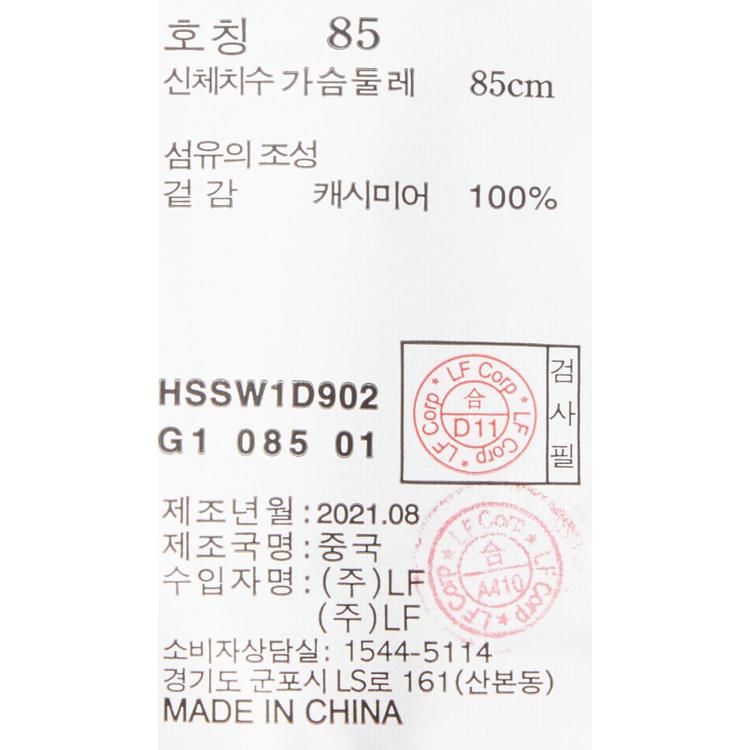 호칭 85
신체치수 가슴둘레 85cm
섬유의 조성
겉감 캐시미어 100%
HSSW1D902
G1 085 01
LF Corp ★ LF Corp ★ LF Corp ★
合
D11
검사필
제조년월 : 2021.08
제조국명 : 중국
수입자명 : (주)LF
(주)LF
LF Corp ★ LF Corp ★ LF Corp ★
合
A410
소비자상담실: 1544-5114
경기도 군포시 LS로 161(산본동)
MADE IN CHINA